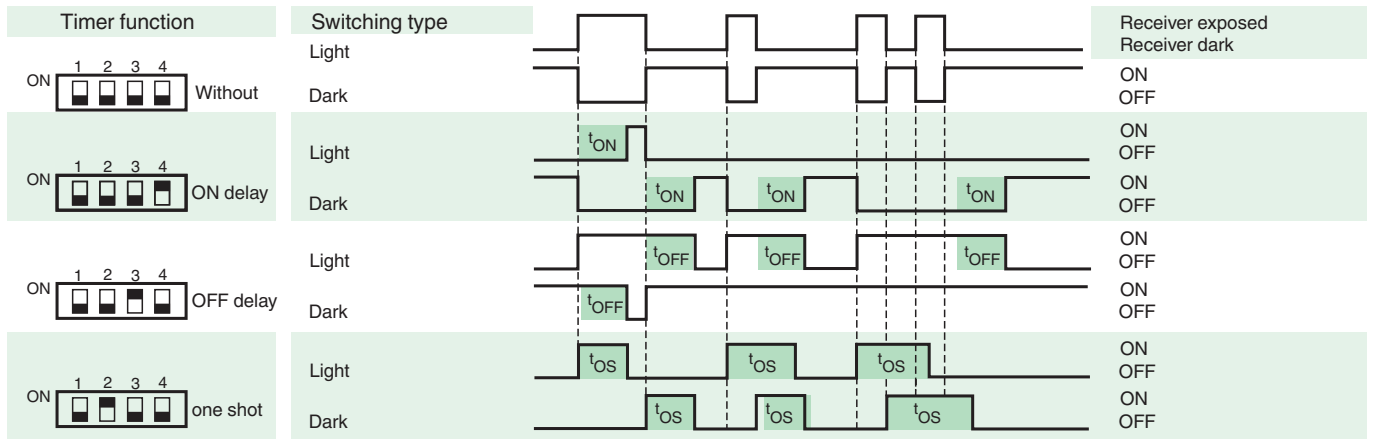 Timer function Switching type Receiver exposed
Light Receiver dark
1 2 3 4
ON Without ON
Dark OFF
Light tON ON
OFF
1 2 3 4
ON ON delay tON tON tON ON
Dark OFF
Light tOFF tOFF tOFF ON
OFF
1 2 3 4
ON OFF delay tOFF ON
Dark OFF
Light tOS tOS tOS ON
OFF
1 2 3 4
ON one shot tOS tOS tOS ON
Dark OFF